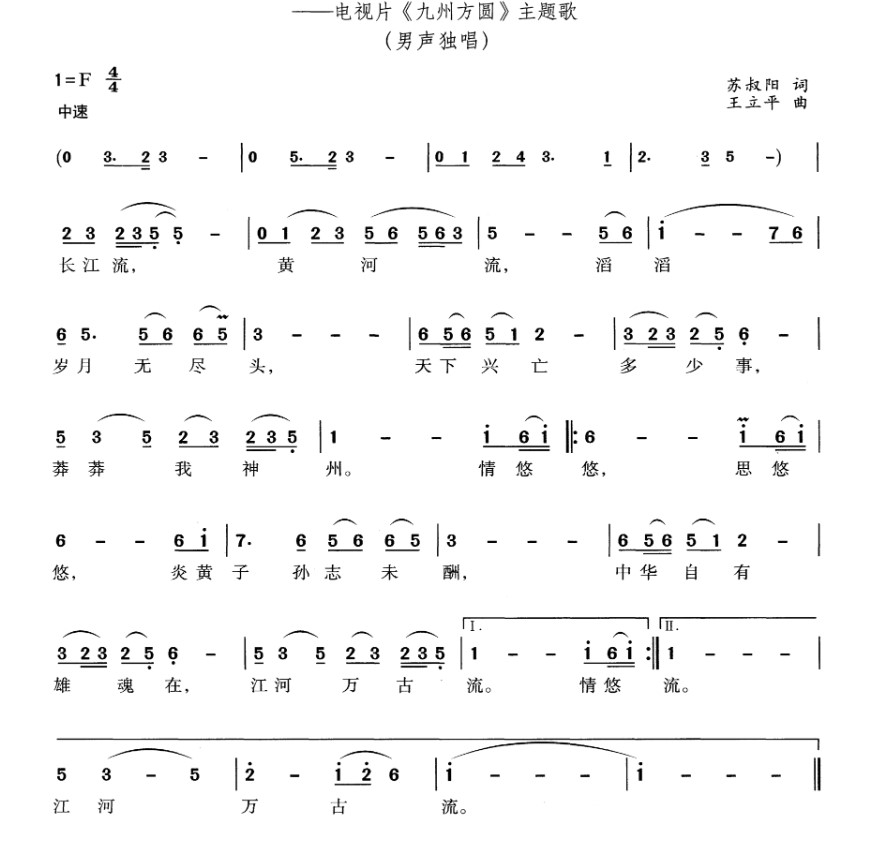 ——电视片《九州方圆》主题歌
(男声独唱)
1=F 4/4
苏叔阳 词
中速
王立平 曲
(0 3. 2 3 - | 0 5. 2 3 - | 0 1 2 4 3. 1 | 2. 3 5 -) |
2 3 2 3 5 5 - | 0 1 2 3 5 6 5 6 3 | 5 - - 5 6 | i - - 7 6 |
长江流, 黄河流, 滔滔
6 5. 5 6 6 5 | 3 - - - | 6 5 6 5 1 2 - | 3 2 3 2 5 6 - |
岁月无尽头, 天下兴亡多少事,
5 3 5 2 3 2 3 5 | 1 - - i 6 i ‖: 6 - - i 6 i |
莽莽我神州。 情悠悠, 思悠
6 - - 6 i | 7. 6 5 6 6 5 | 3 - - - | 6 5 6 5 1 2 - |
悠, 炎黄子孙志未酬, 中华自有
I. II.
3 2 3 2 5 6 - | 5 3 5 2 3 2 3 5 | 1 - - i 6 i :‖ 1 - - - |
雄魂在, 江河万古流。 情悠流。
5 3 - 5 | 2 - i 2 6 | i - - - | i - - - ‖
江河万古流。